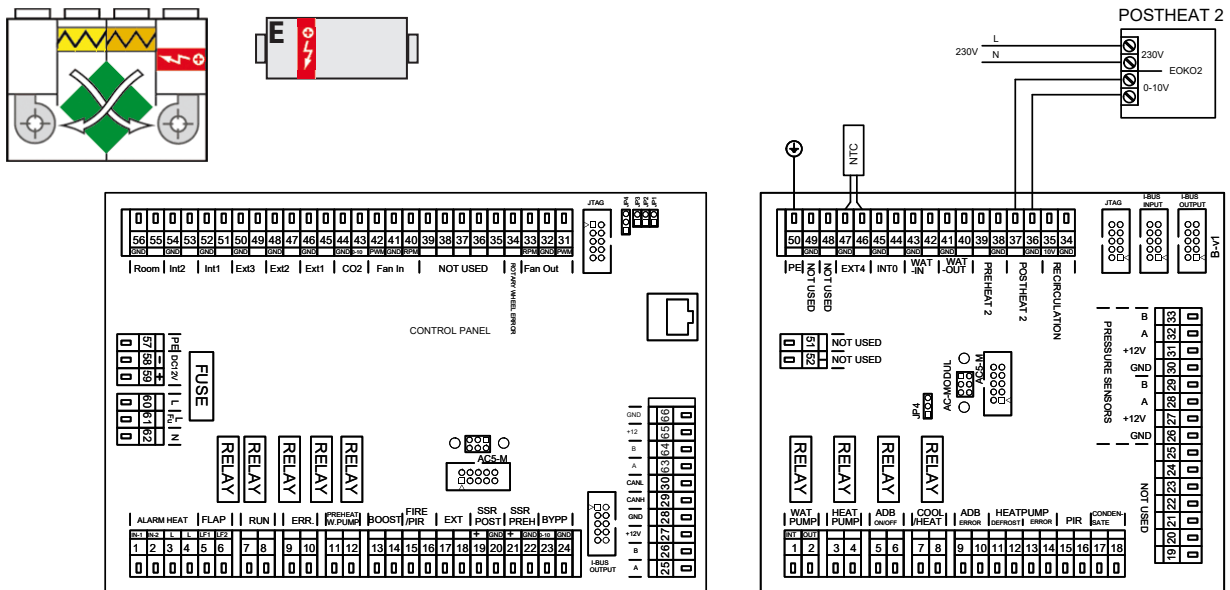 E
POSTHEAT 2
230V
L
N
230V
EOKO2
0-10V
NTC
56 55 54 53 52 51 50 49 48 47 46 45 44 43 42 41 40 39 38 37 36 35 34 33 32 31
GND GND GND GND GND GND GND 0-10 PWM GND RPM RPM GND PWM
Room Int2 Int1 Ext3 Ext2 Ext1 CO2 Fan In NOT USED ROTARY WHEEL ERROR Fan Out
JTAG
JP4
JP3
JP2
JP1
CONTROL PANEL
57 PE
58 -
59 +
DC12V
60 L
61 L
Fu
62 N
FUSE
RELAY RELAY RELAY RELAY RELAY
AC5-M
GND 66
+12 65
B 64
A 63
CANL 30
CANH 29
GND 28
+12V 27
B 26
A 25
ALARM HEAT FLAP RUN ERR. PREHEAT W.PUMP BOOST FIRE /PIR EXT SSR POST SSR PREH BYPP
IN-1 IN-2 L L LF1 LF2 + GND + GND 0-10 GND
1 2 3 4 5 6 7 8 9 10 11 12 13 14 15 16 17 18 19 20 21 22 23 24
I-BUS OUTPUT
50 49 48 47 46 45 44 43 42 41 40 39 38 37 36 35 34
GND GND GND GND GND GND GND 10V GND
PE NOT USED NOT USED EXT4 INT0 WAT -IN WAT -OUT PREHEAT 2 POSTHEAT 2 RECIRCULATION
JTAG
I-BUS INPUT
I-BUS OUTPUT
B-v1
51 NOT USED
52 NOT USED
AC-MODUL
AC5-M
JP4
PRESSURE SENSORS
B 33
A 32
+12V 31
GND 30
B 29
A 28
+12V 27
GND 26
25
24
23
22
21
20
19
NOT USED
RELAY RELAY RELAY RELAY
WAT PUMP HEAT PUMP ADB ON/OFF COOL /HEAT ADB ERROR HEATPUMP DEFROST ERROR PIR CONDEN- SATE
INT OUT
1 2 3 4 5 6 7 8 9 10 11 12 13 14 15 16 17 18